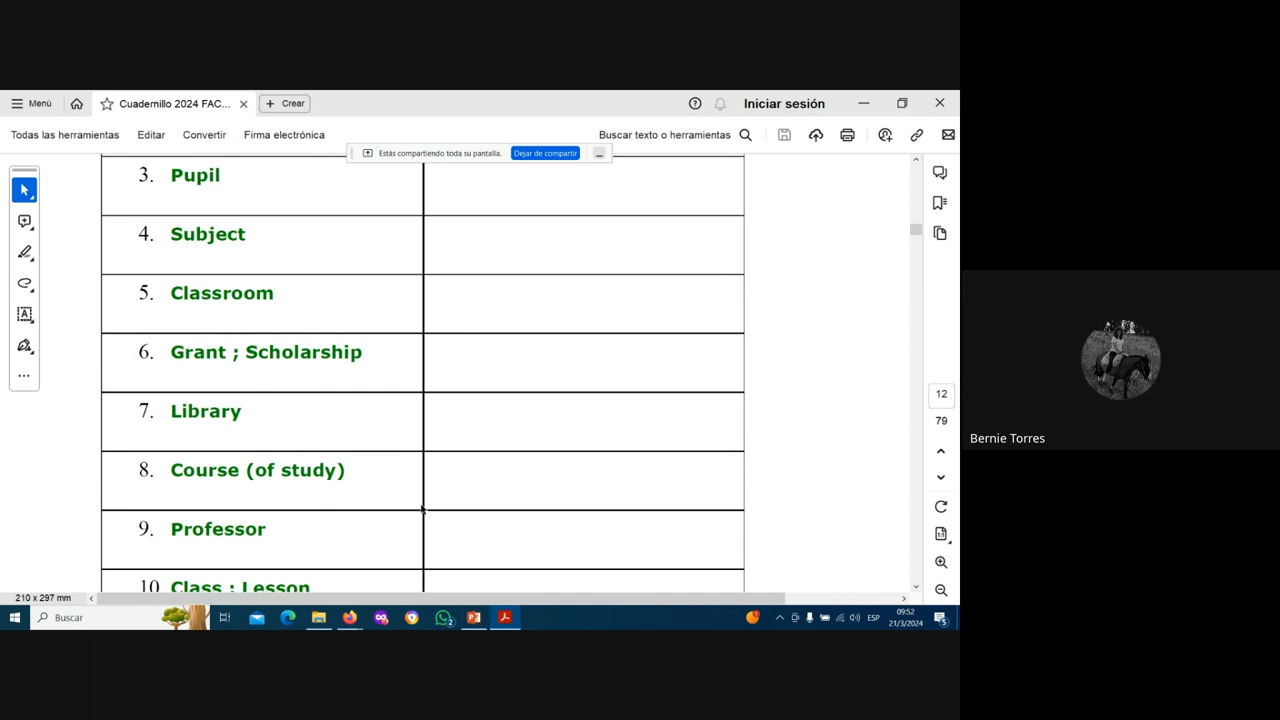 Menú
Cuadernillo 2024 FAC...
Crear
Iniciar sesión
Todas las herramientas
Editar
Convertir
Firma electrónica
Buscar texto o herramientas
Estás compartiendo toda su pantalla.
Dejar de compartir
3. Pupil
4. Subject
5. Classroom
6. Grant ; Scholarship
7. Library
8. Course (of study)
9. Professor
10 Class ; Lesson
12
79
Bernie Torres
210 x 297 mm
Buscar
2
ESP
09:52
21/3/2024
5